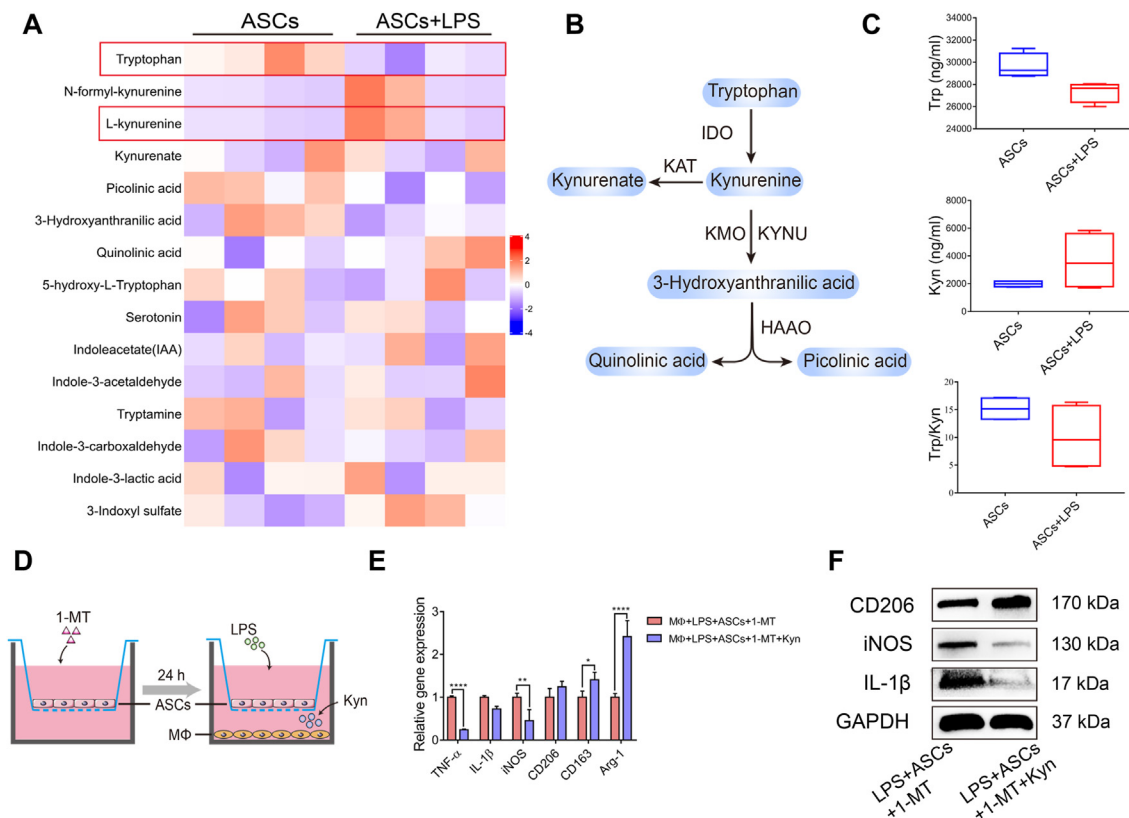 A
ASCs
ASCs+LPS
Tryptophan
N-formyl-kynurenine
L-kynurenine
Kynurenate
Picolinic acid
3-Hydroxyanthranilic acid
Quinolinic acid
5-hydroxy-L-Tryptophan
Serotonin
Indoleacetate(IAA)
Indole-3-acetaldehyde
Tryptamine
Indole-3-carboxaldehyde
Indole-3-lactic acid
3-Indoxyl sulfate
4
2
0
-2
-4
B
Tryptophan
IDO
KAT
Kynurenate
Kynurenine
KMO
KYNU
3-Hydroxyanthranilic acid
HAAO
Quinolinic acid
Picolinic acid
C
Trp (ng/ml)
34000
32000
30000
28000
26000
24000
ASCs
ASCs+LPS
Kyn (ng/ml)
8000
6000
4000
2000
0
ASCs
ASCs+LPS
Trp/Kyn
20
15
10
5
0
ASCs
ASCs+LPS
D
1-MT
24 h
LPS
ASCs
Kyn
MΦ
E
Relative gene expression
3
2
1
0
MΦ+LPS+ASCs+1-MT
MΦ+LPS+ASCs+1-MT+Kyn
****
**
*
****
TNF-α
IL-1β
iNOS
CD206
CD163
Arg-1
F
CD206
170 kDa
iNOS
130 kDa
IL-1β
17 kDa
GAPDH
37 kDa
LPS+ASCs
+1-MT
LPS+ASCs
+1-MT+Kyn